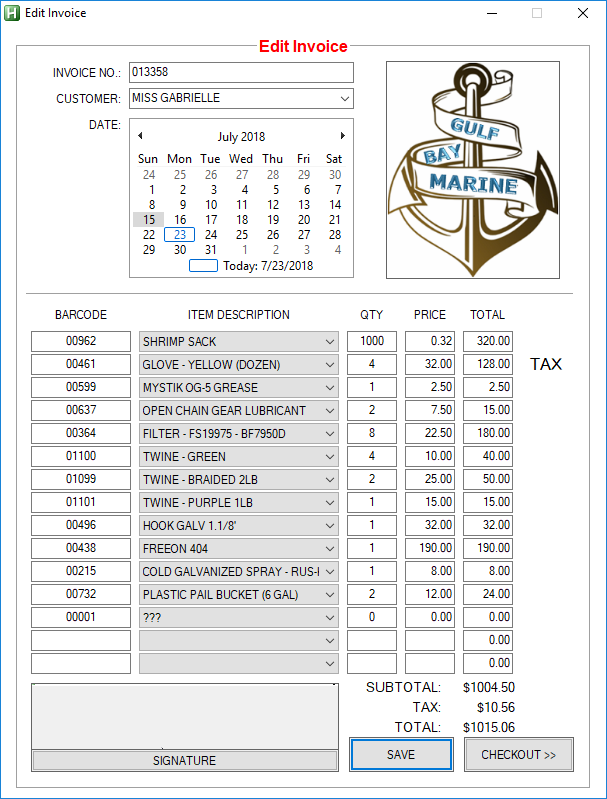 Edit Invoice
Edit Invoice
INVOICE NO.: 013358
CUSTOMER: MISS GABRIELLE
DATE:
July 2018
Sun Mon Tue Wed Thu Fri Sat
24 25 26 27 28 29 30
1 2 3 4 5 6 7
8 9 10 11 12 13 14
15 16 17 18 19 20 21
22 23 24 25 26 27 28
29 30 31 1 2 3 4
Today: 7/23/2018
GULF
BAY
MARINE
BARCODE ITEM DESCRIPTION QTY PRICE TOTAL
00962 SHRIMP SACK 1000 0.32 320.00
00461 GLOVE - YELLOW (DOZEN) 4 32.00 128.00 TAX
00599 MYSTIK OG-5 GREASE 1 2.50 2.50
00637 OPEN CHAIN GEAR LUBRICANT 2 7.50 15.00
00364 FILTER - FS19975 - BF7950D 8 22.50 180.00
01100 TWINE - GREEN 4 10.00 40.00
01099 TWINE - BRAIDED 2LB 2 25.00 50.00
01101 TWINE - PURPLE 1LB 1 15.00 15.00
00496 HOOK GALV 1.1/8' 1 32.00 32.00
00438 FREEON 404 1 190.00 190.00
00215 COLD GALVANIZED SPRAY - RUS- 1 8.00 8.00
00732 PLASTIC PAIL BUCKET (6 GAL) 2 12.00 24.00
00001 ??? 0 0.00 0.00
0.00
0.00
SUBTOTAL: $1004.50
TAX: $10.56
TOTAL: $1015.06
SIGNATURE SAVE CHECKOUT >>